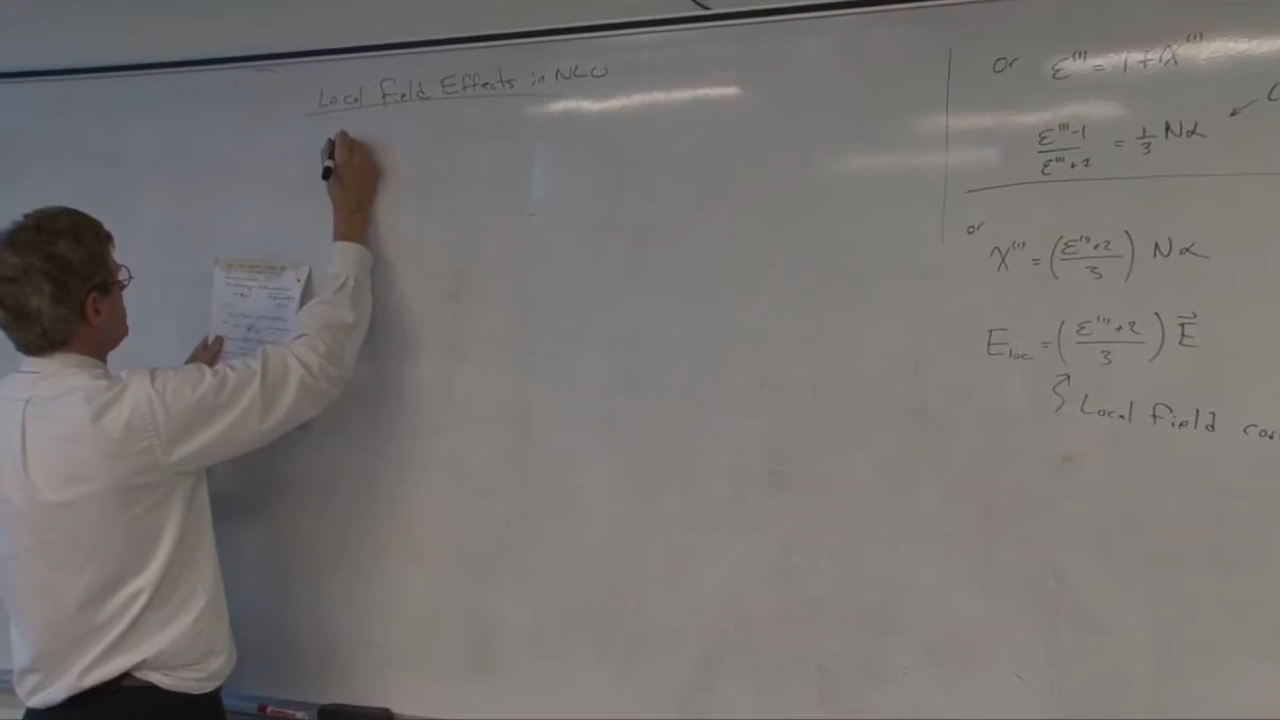 Local Field Effects in NLO
or ε⁽¹⁾ = 1 + χ⁽¹⁾
(ε⁽¹⁾-1)/(ε⁽¹⁾+2) = 1/3 Nα
or
χ⁽¹⁾ = ((ε⁽¹⁾+2)/3) Nα
E_loc = ((ε⁽¹⁾+2)/3) E⃗
Local Field